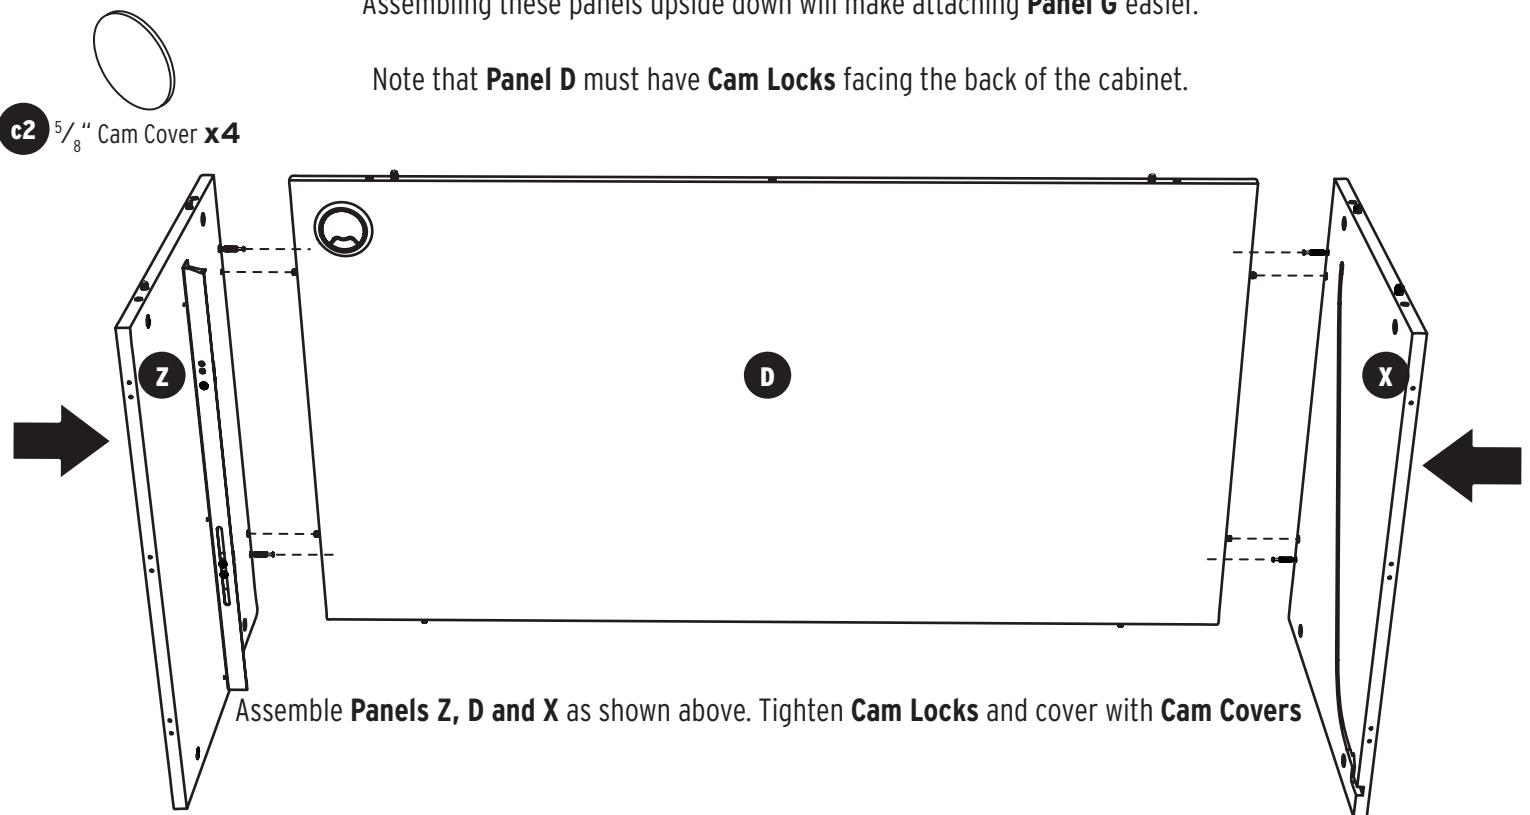 Assembling these panels upside down will make attaching Panel G easier.
Note that Panel D must have Cam Locks facing the back of the cabinet.
c2 5/8“ Cam Cover x4
Z
D
X
Assemble Panels Z, D and X as shown above. Tighten Cam Locks and cover with Cam Covers